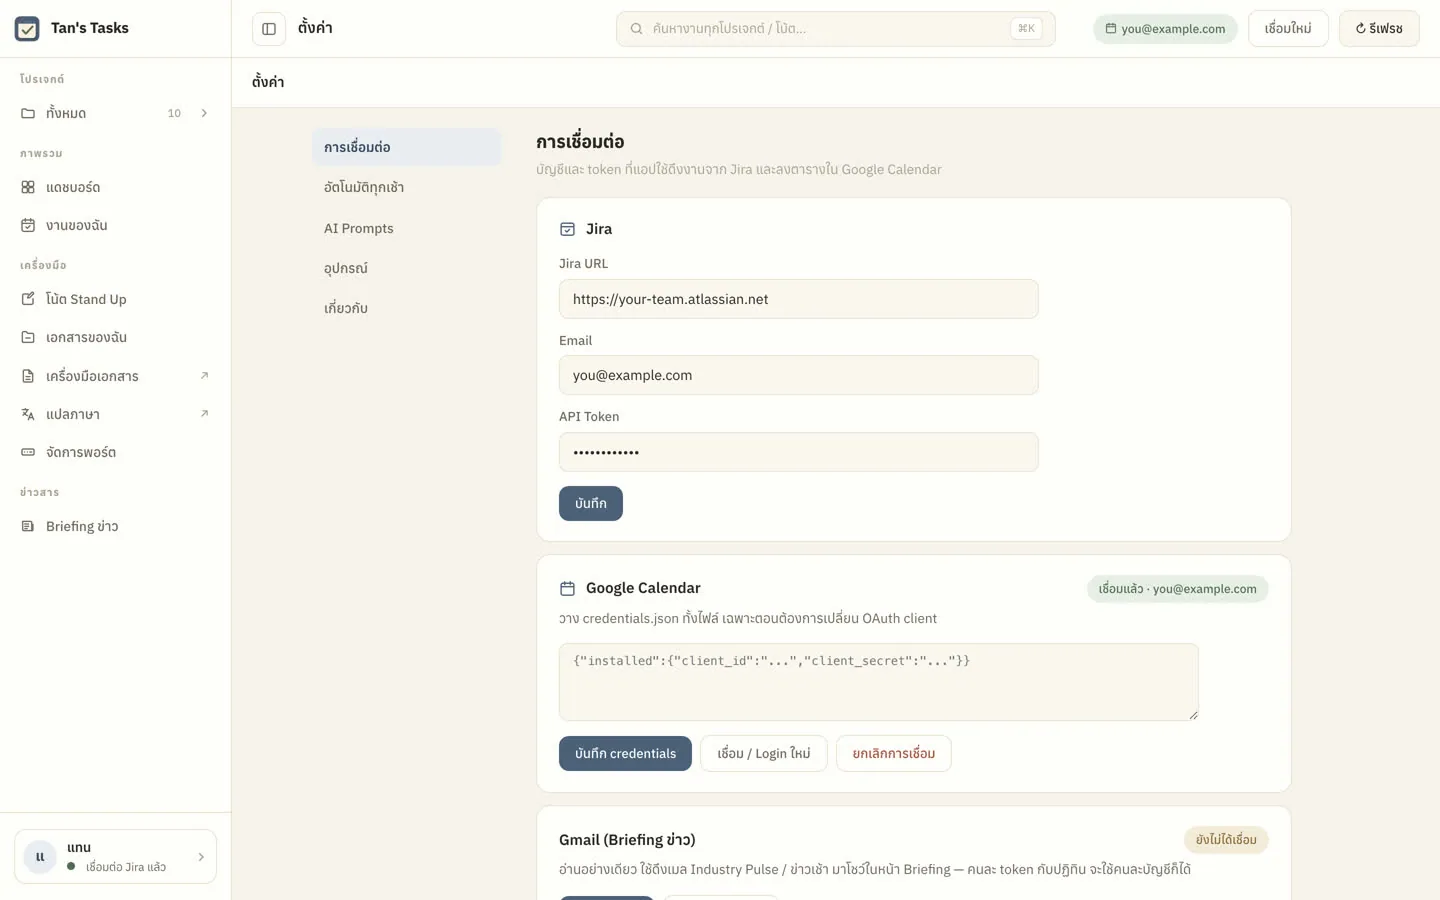 Tan's Tasks
โปรเจกต์
ทั้งหมด 10
ภาพรวม
แดชบอร์ด
งานของฉัน
เครื่องมือ
โน้ต Stand Up
เอกสารของฉัน
เครื่องมือเอกสาร
แปลภาษา
จัดการพอร์ต
ข่าวสาร
Briefing ข่าว
แ
แทน
เชื่อมต่อ Jira แล้ว
ตั้งค่า
ค้นหางานทุกโปรเจกต์ / โน้ต...
⌘K
you@example.com
เชื่อมใหม่
รีเฟรช
ตั้งค่า
การเชื่อมต่อ
อัตโนมัติทุกเช้า
AI Prompts
อุปกรณ์
เกี่ยวกับ
การเชื่อมต่อ
บัญชีและ token ที่แอปใช้ดึงงานจาก Jira และลงตารางใน Google Calendar
Jira
Jira URL
https://your-team.atlassian.net
Email
you@example.com
API Token
••••••••••••
บันทึก
Google Calendar
เชื่อมแล้ว · you@example.com
วาง credentials.json ทั้งไฟล์ เฉพาะตอนต้องการเปลี่ยน OAuth client
{"installed":{"client_id":"...","client_secret":"..."}}
บันทึก credentials
เชื่อม / Login ใหม่
ยกเลิกการเชื่อม
Gmail (Briefing ข่าว)
ยังไม่ได้เชื่อม
อ่านอย่างเดียว ใช้ดึงเมล Industry Pulse / ข่าวเช้า มาโชว์ในหน้า Briefing — คนละ token กับปฏิทิน จะใช้คนละบัญชีก็ได้